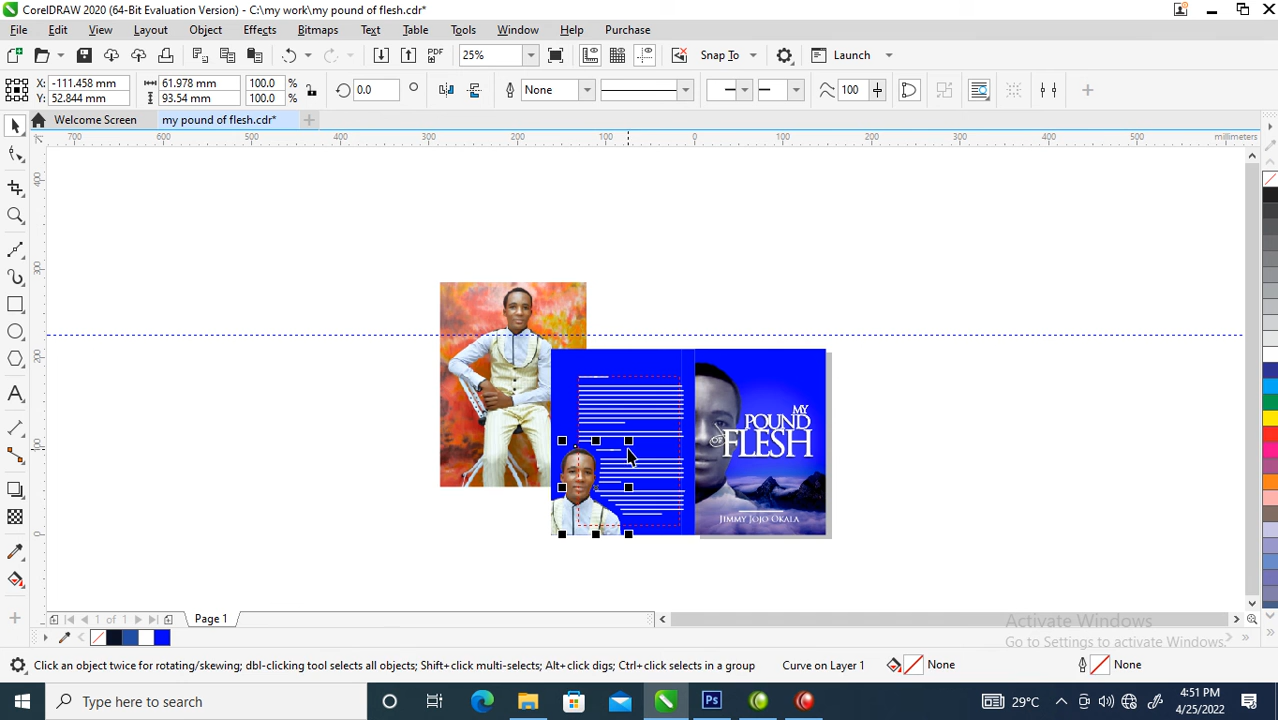 CorelDRAW 2020 (64-Bit Evaluation Version) - C:\my work\my pound of flesh.cdr*
File Edit View Layout Object Effects Bitmaps Text Table Tools Window Help Purchase
25% Snap To Launch
X: -111.458 mm 61.978 mm 100.0 % 0.0 None 100
Y: 52.844 mm 93.54 mm 100.0 %
Welcome Screen my pound of flesh.cdr*
700 600 500 400 300 200 100 0 100 200 300 400 500 millimeters
400
300
200
100
0
MY
POUND
OF FLESH
JIMMY JOJO OKALA
1 of 1 Page 1
Activate Windows
Go to Settings to activate Windows.
Click an object twice for rotating/skewing; dbl-clicking tool selects all objects; Shift+click multi-selects; Alt+click digs; Ctrl+click selects in a group Curve on Layer 1 None None
Type here to search 29°C 4:51 PM
4/25/2022